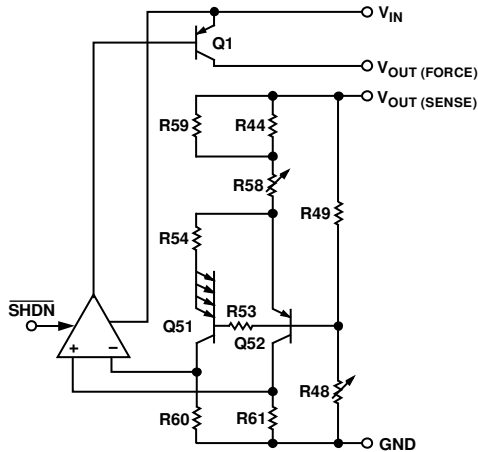 V_IN
Q1
V_OUT (FORCE)
V_OUT (SENSE)
R59
R44
R58
R49
R54
SHDN
R53
Q51
Q52
+
−
R48
R60
R61
GND